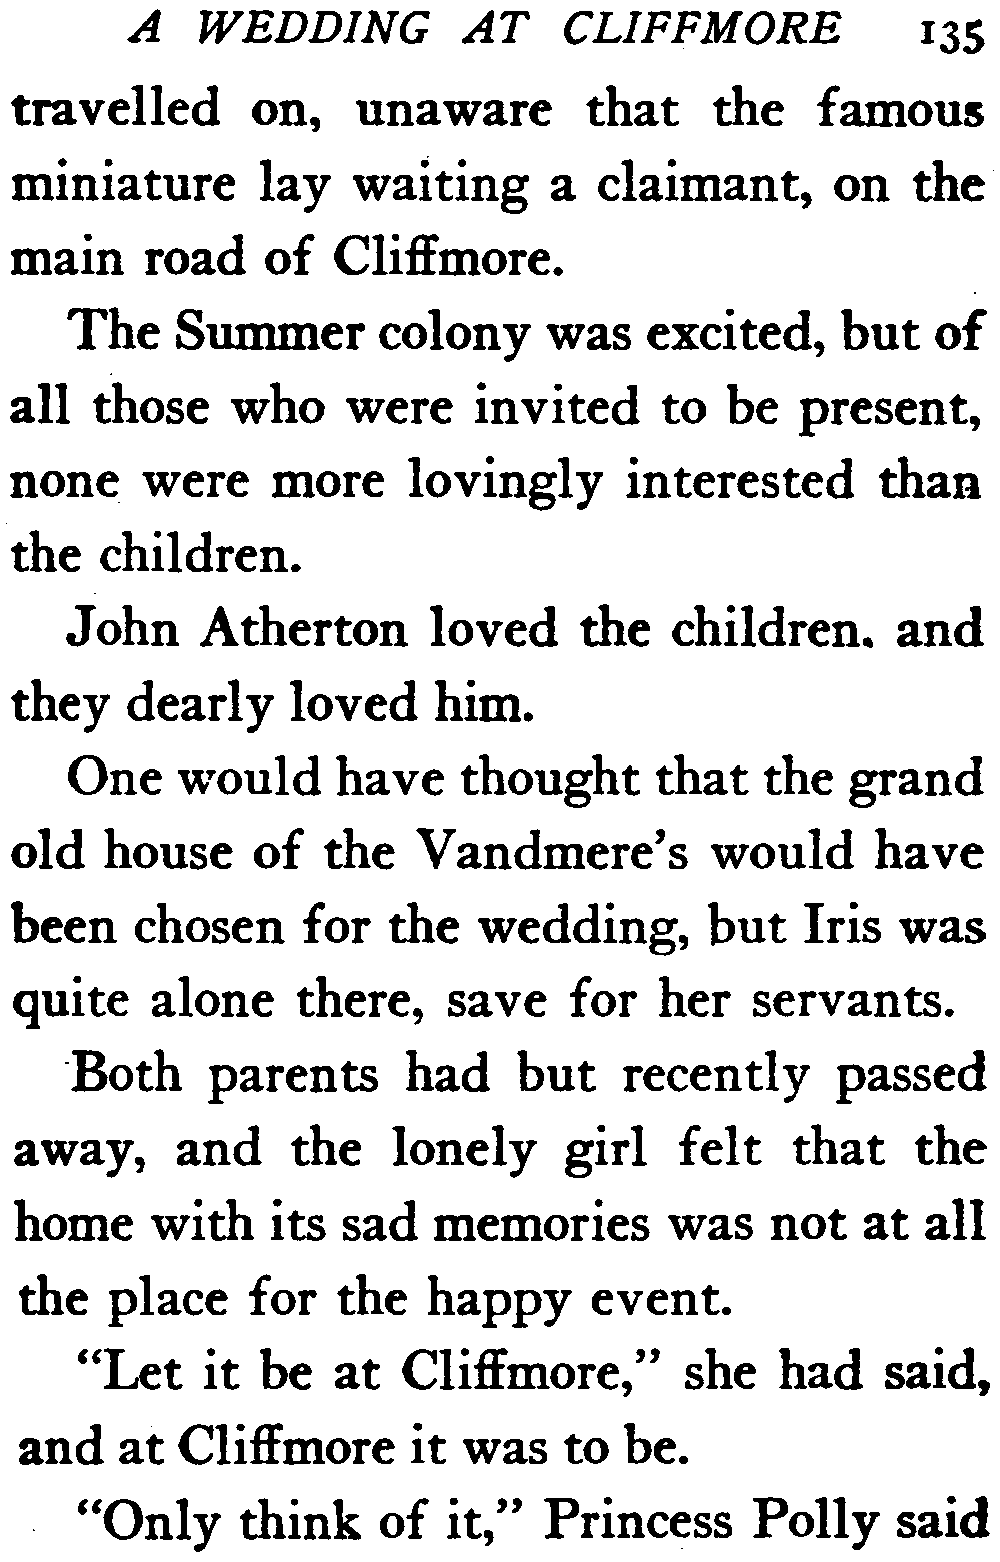 A WEDDING AT CLIFFMORE 135
travelled on, unaware that the famous
miniature lay waiting a claimant, on the
main road of Cliffmore.
The Summer colony was excited, but of
all those who were invited to be present,
none were more lovingly interested than
the children.
John Atherton loved the children. and
they dearly loved him.
One would have thought that the grand
old house of the Vandmere's would have
been chosen for the wedding, but Iris was
quite alone there, save for her servants.
Both parents had but recently passed
away, and the lonely girl felt that the
home with its sad memories was not at all
the place for the happy event.
“Let it be at Cliffmore,” she had said,
and at Cliffmore it was to be.
“Only think of it,” Princess Polly said